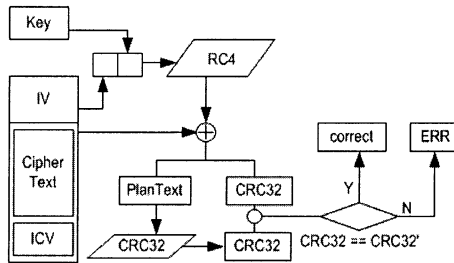 Key
RC4
IV
Cipher
Text
ICV
PlanText
CRC32
CRC32
CRC32
correct
ERR
Y
N
CRC32 == CRC32'